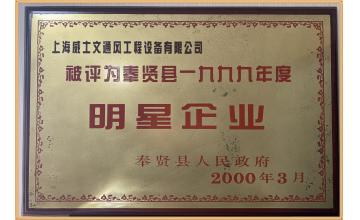 上海威士文通风工程设备有限公司
被评为奉贤县一九九九年度
明星企业
奉贤县人民政府
2000年3月